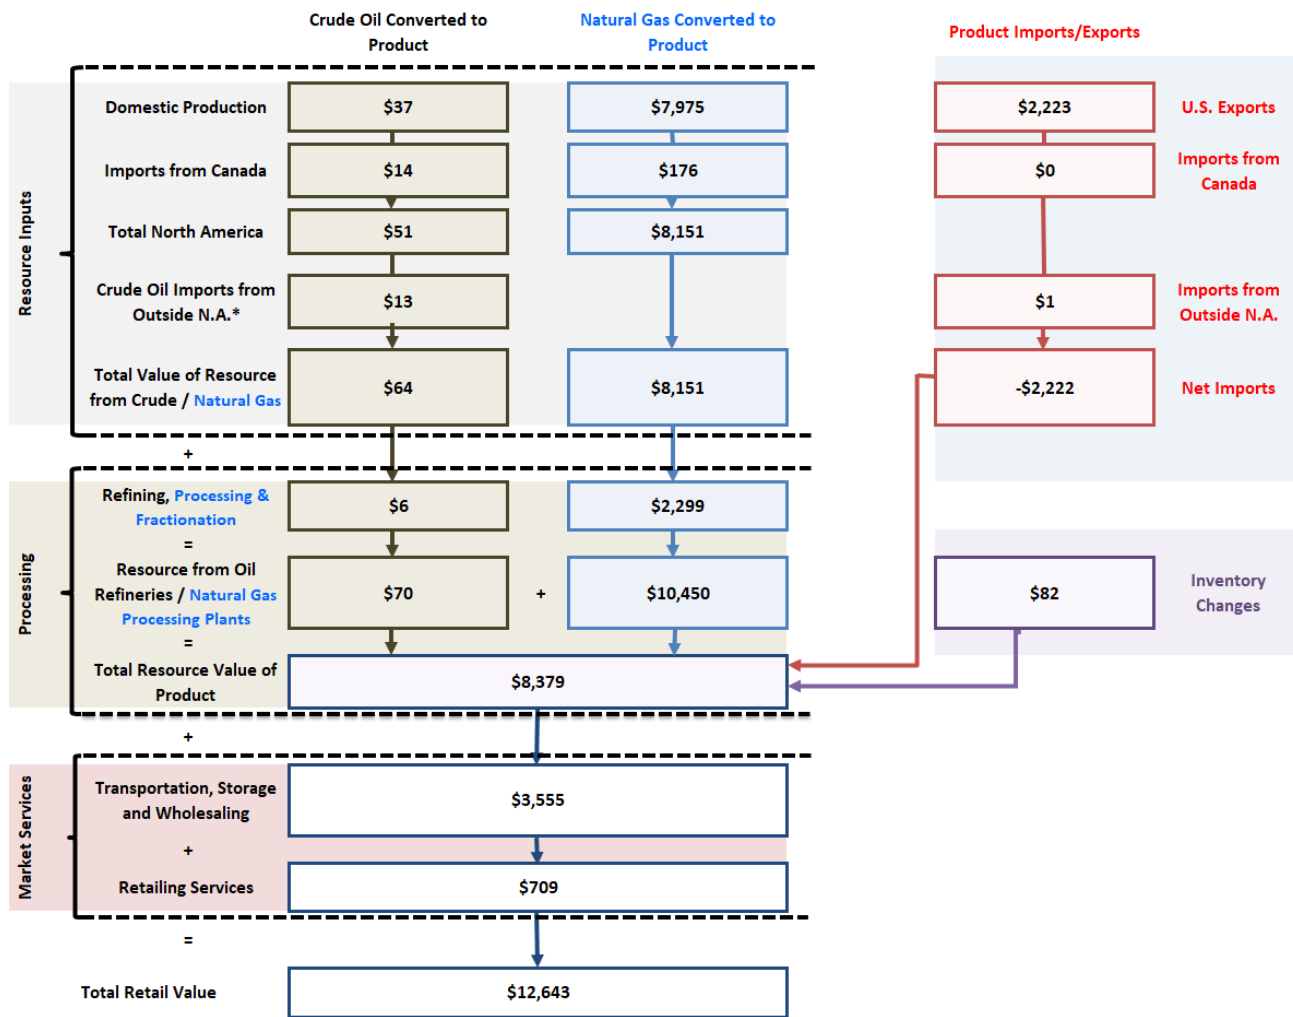 Crude Oil Converted to
Product
Natural Gas Converted to
Product
Product Imports/Exports
Resource Inputs
Domestic Production
$37
$7,975
$2,223
U.S. Exports
Imports from Canada
$14
$176
$0
Imports from
Canada
Total North America
$51
$8,151
Crude Oil Imports from
Outside N.A.*
$13
$1
Imports from
Outside N.A.
Total Value of Resource
from Crude / Natural Gas
$64
$8,151
-$2,222
Net Imports
+
Processing
Refining, Processing &
Fractionation
$6
$2,299
=
Resource from Oil
Refineries / Natural Gas
Processing Plants
$70
+
$10,450
$82
Inventory
Changes
=
Total Resource Value of
Product
$8,379
+
Market Services
Transportation, Storage
and Wholesaling
$3,555
+
Retailing Services
$709
=
Total Retail Value
$12,643